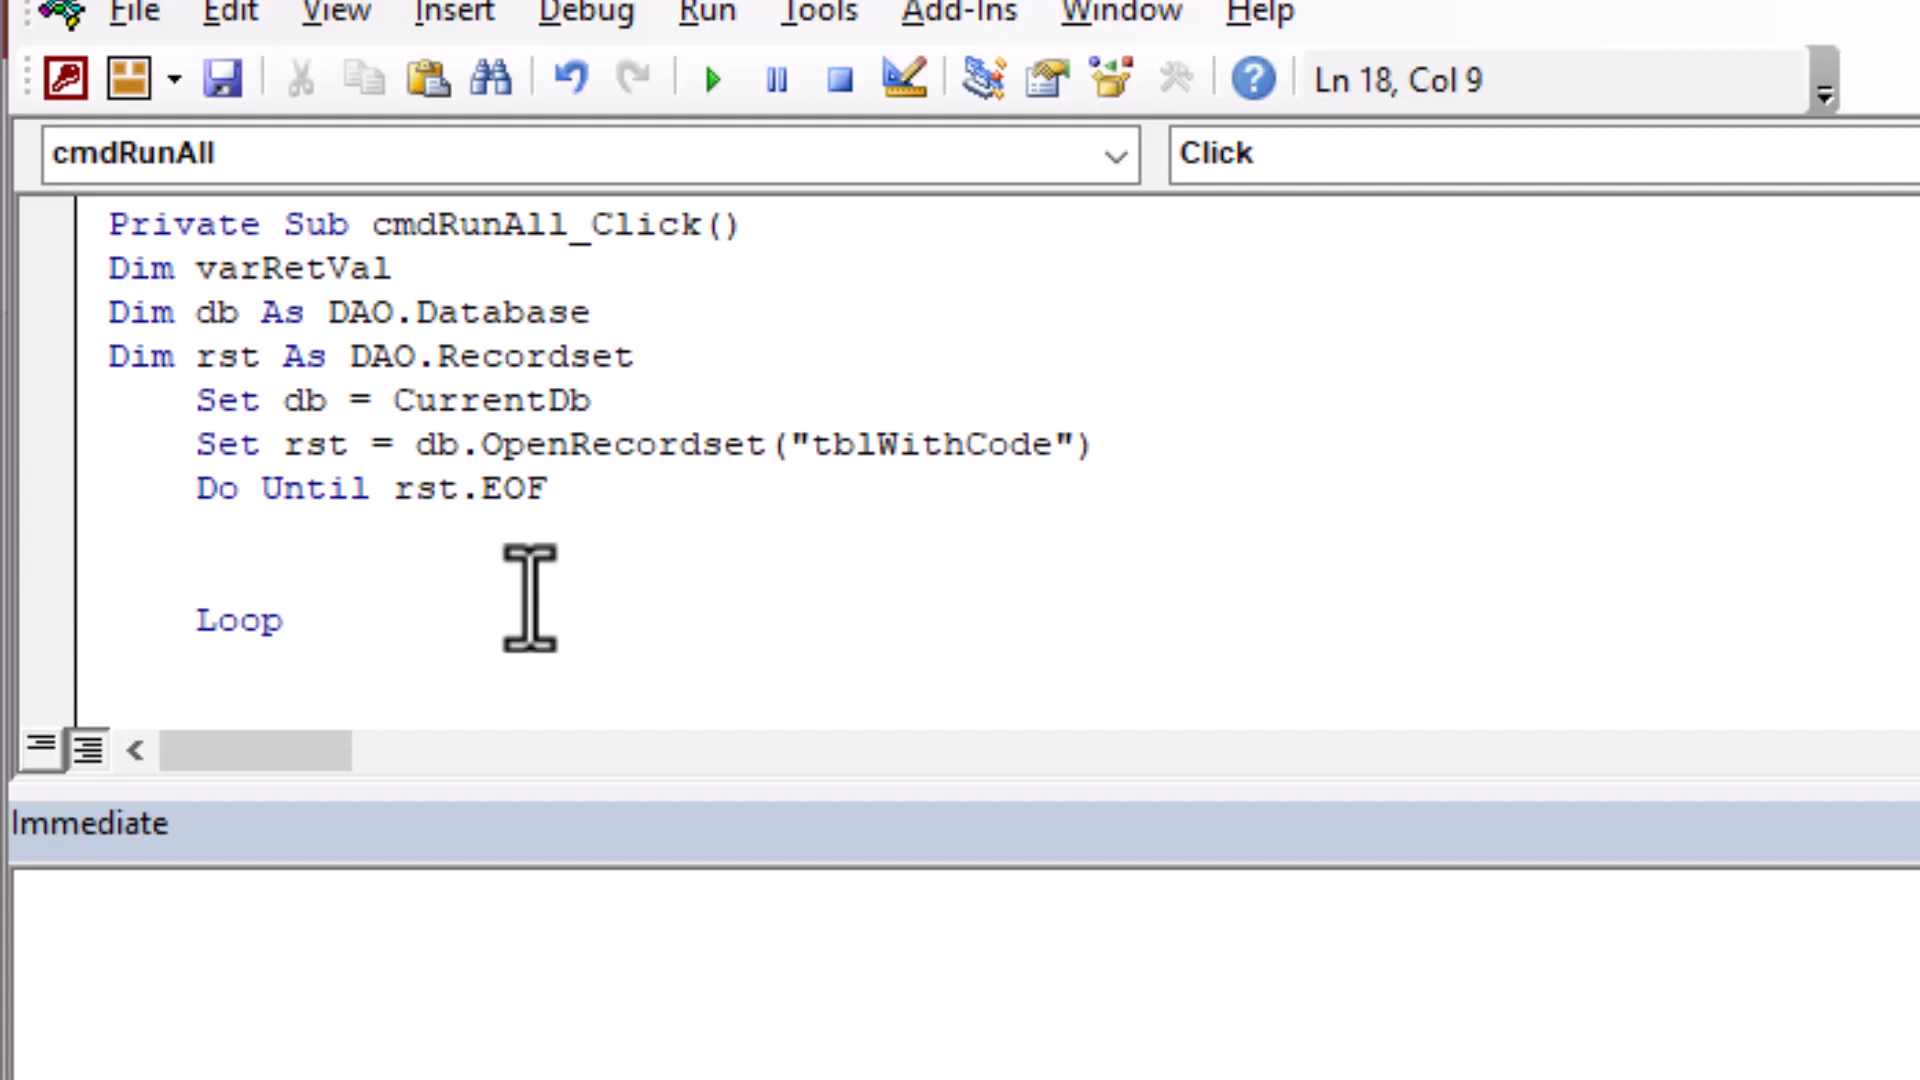 File Edit View Insert Debug Run Tools Add-Ins Window Help
Ln 18, Col 9
cmdRunAll Click
Private Sub cmdRunAll_Click()
Dim varRetVal
Dim db As DAO.Database
Dim rst As DAO.Recordset
Set db = CurrentDb
Set rst = db.OpenRecordset("tblWithCode")
Do Until rst.EOF
Loop
Immediate